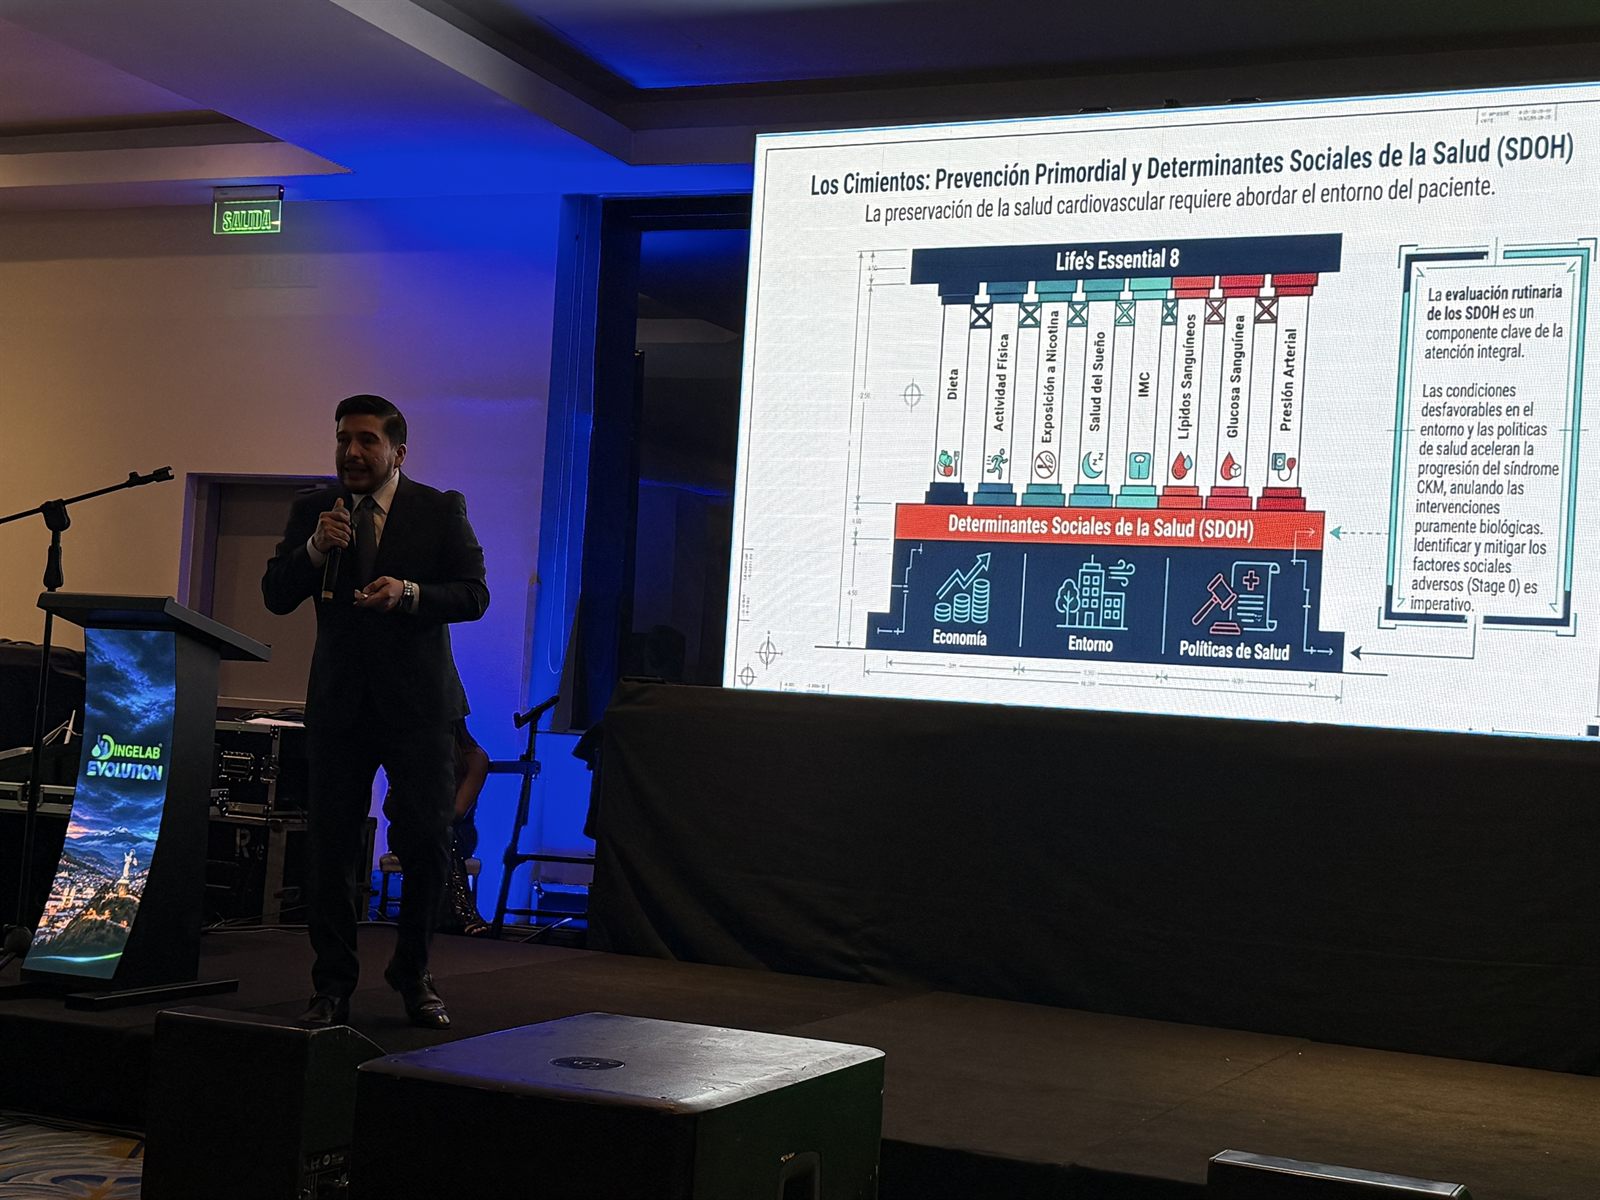 Los Cimientos: Prevención Primordial y Determinantes Sociales de la Salud (SDOH)
La preservación de la salud cardiovascular requiere abordar el entorno del paciente.
SALIDA
Life's Essential 8
Dieta
Actividad Física
Exposición a Nicotina
Salud del Sueño
IMC
Lípidos Sanguíneos
Glucosa Sanguínea
Presión Arterial
Determinantes Sociales de la Salud (SDOH)
Economía
Entorno
Políticas de Salud
La evaluación rutinaria
de los SDOH es un
componente clave de la
atención integral.
Las condiciones
desfavorables en el
entorno y las políticas
de salud aceleran la
progresión del síndrome
CKM, anulando las
intervenciones
puramente biológicas.
Identificar y mitigar los
factores sociales
adversos (Stage 0) es
imperativo.
DINGELAB
EVOLUTION
R